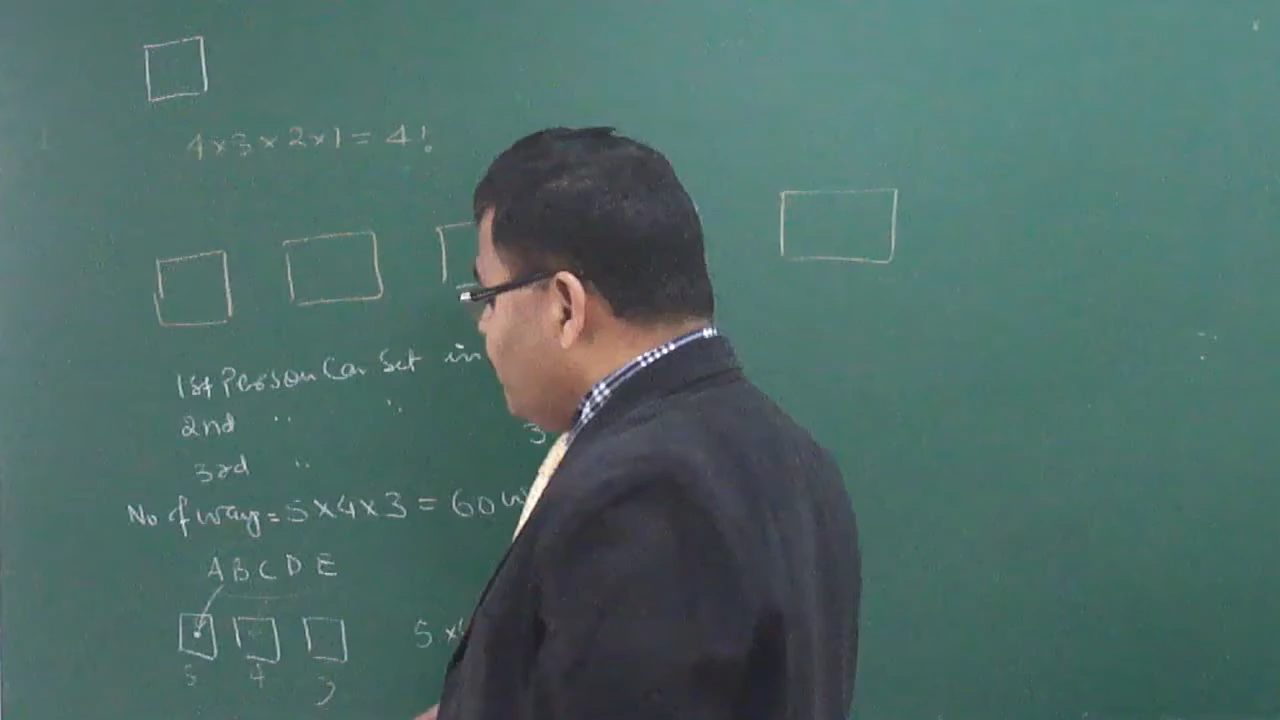 4×3×2×1 = 4!
1st Person Can Set in
2nd ,, ,,
3
3rd ,,
No of way = 5×4×3 = 60 w
A B C D E
5 ×
5 4